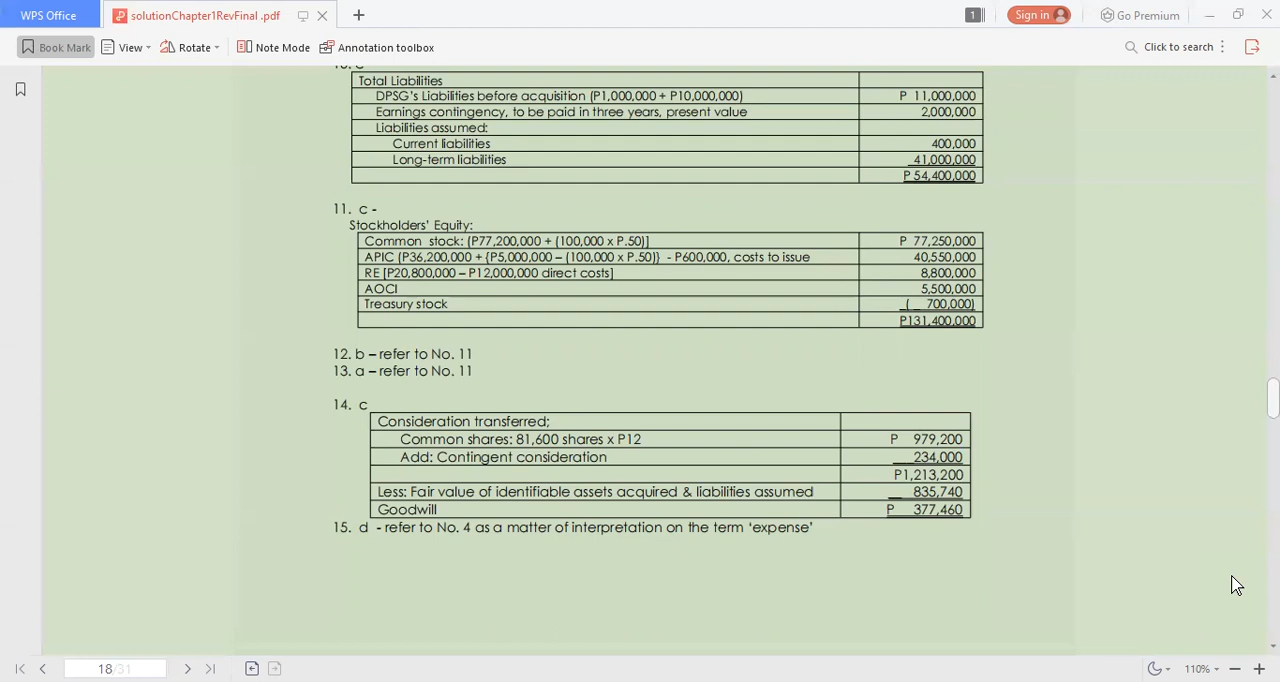 WPS Office
solutionChapter1RevFinal .pdf
1
Sign in
Go Premium
Book Mark
View
Rotate
Note Mode
Annotation toolbox
Click to search
Total Liabilities
DPSG's Liabilities before acquisition (P1,000,000 + P10,000,000) P 11,000,000
Earnings contingency, to be paid in three years, present value 2,000,000
Liabilities assumed:
Current liabilities 400,000
Long-term liabilities 41,000,000
P 54,400,000
11. c -
Stockholders' Equity:
Common stock: (P77,200,000 + (100,000 x P.50)] P 77,250,000
APIC (P36,200,000 + {P5,000,000 – (100,000 x P.50)} - P600,000, costs to issue 40,550,000
RE [P20,800,000 – P12,000,000 direct costs] 8,800,000
AOCI 5,500,000
Treasury stock ( 700,000)
P131,400,000
12. b – refer to No. 11
13. a – refer to No. 11
14. c
Consideration transferred;
Common shares: 81,600 shares x P12 P 979,200
Add: Contingent consideration 234,000
P1,213,200
Less: Fair value of identifiable assets acquired & liabilities assumed 835,740
Goodwill P 377,460
15. d - refer to No. 4 as a matter of interpretation on the term 'expense'
18/31
110%